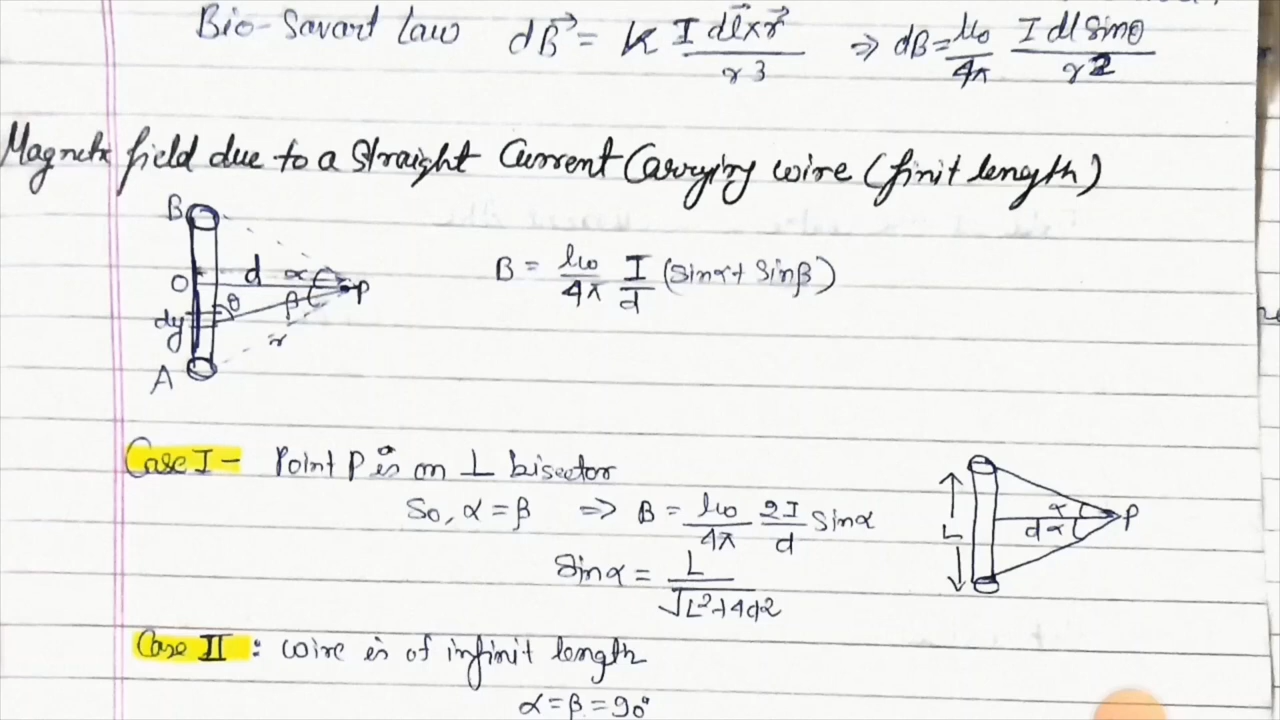 Bio-Savart Law dB⃗ = K I dl⃗×r⃗ / r3 ⇒ dB = μ0/4π I dl Sinθ / r2
Magnetic field due to a Straight Current Carrying wire (finit length)
B
O d α P
β
dy θ
r
A
B = μ0/4π I/d (Sinα + Sinβ)
Case I - Point P is on ⊥ bisector
So, α = β ⇒ B = μ0/4π 2I/d Sinα
Sinα = L/√L2+4d2
α P
L d α
Case II : wire is of infinit length
α = β = 90°